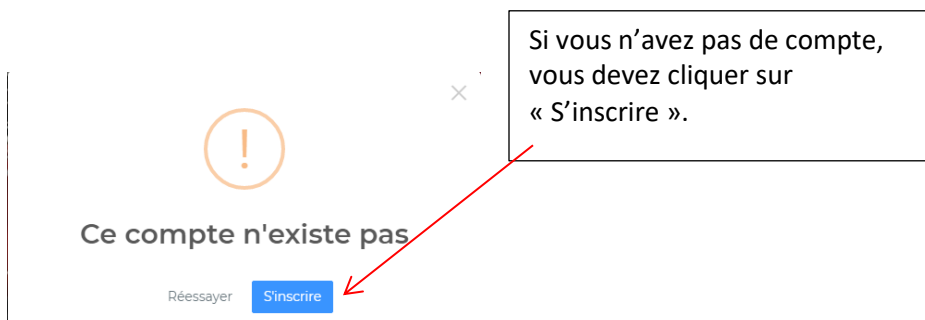 Si vous n’avez pas de compte,
vous devez cliquer sur
« S’inscrire ».
!
Ce compte n'existe pas
Réessayer S'inscrire